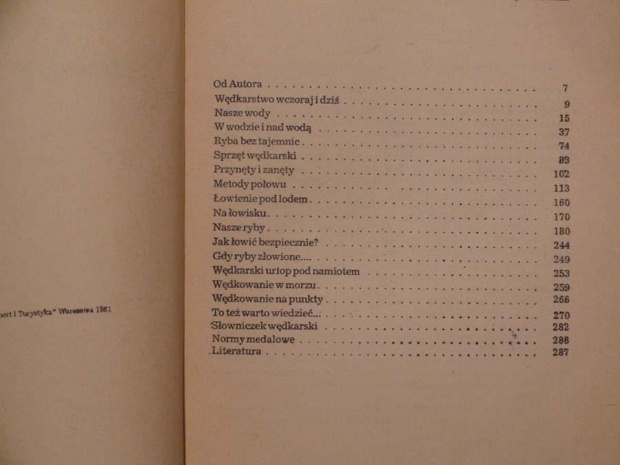 port i Turystyka" Warszawa 1981
Od Autora . . . . . . . . . . . . . . . . . . . . 7
Wędkarstwo wczoraj i dziś . . . . . . . . . . . . . . . . 9
Nasze wody . . . . . . . . . . . . . . . . . . . . 15
W wodzie i nad wodą . . . . . . . . . . . . . . . . . . 37
Ryba bez tajemnic . . . . . . . . . . . . . . . . . . 74
Sprzęt wędkarski . . . . . . . . . . . . . . . . . . 83
Przynęty i zanęty . . . . . . . . . . . . . . . . . . 102
Metody połowu . . . . . . . . . . . . . . . . . . 113
Łowienie pod lodem . . . . . . . . . . . . . . . . . . 160
Na łowisku . . . . . . . . . . . . . . . . . . . . 170
Nasze ryby . . . . . . . . . . . . . . . . . . . . 180
Jak łowić bezpiecznie? . . . . . . . . . . . . . . . . 244
Gdy ryby złowione.... . . . . . . . . . . . . . . . . 249
Wędkarski urlop pod namiotem . . . . . . . . . . . . . . 253
Wędkowanie w morzu . . . . . . . . . . . . . . . . 259
Wędkowanie na punkty . . . . . . . . . . . . . . . . 266
To też warto wiedzieć... . . . . . . . . . . . . . . . . 270
Słowniczek wędkarski . . . . . . . . . . . . . . . . 282
Normy medalowe . . . . . . . . . . . . . . . . . . 286
Literatura . . . . . . . . . . . . . . . . . . . . 287